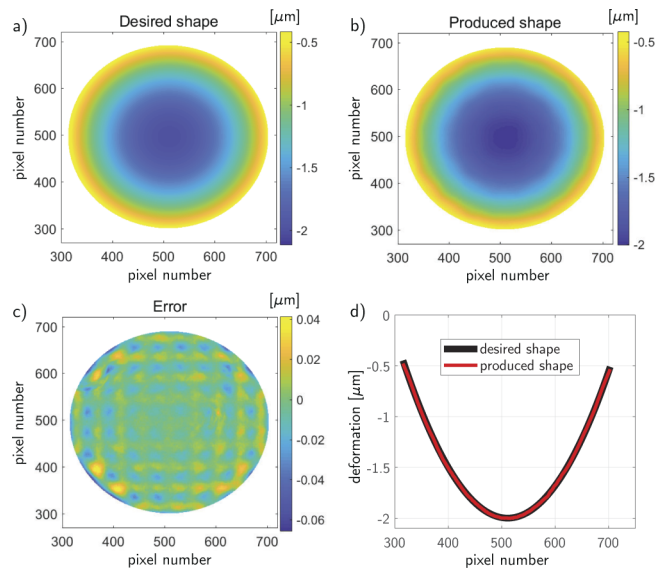 a)
Desired shape
[μm]
700
600
500
400
300
pixel number
300 400 500 600 700
pixel number
-0.5
-1
-1.5
-2
b)
Produced shape
[μm]
700
600
500
400
300
pixel number
300 400 500 600 700
pixel number
-0.5
-1
-1.5
-2
c)
Error
[μm]
700
600
500
400
300
pixel number
300 400 500 600 700
pixel number
0.04
0.02
0
-0.02
-0.04
-0.06
d)
0
-0.5
-1
-1.5
-2
deformation [μm]
desired shape
produced shape
300 400 500 600 700
pixel number